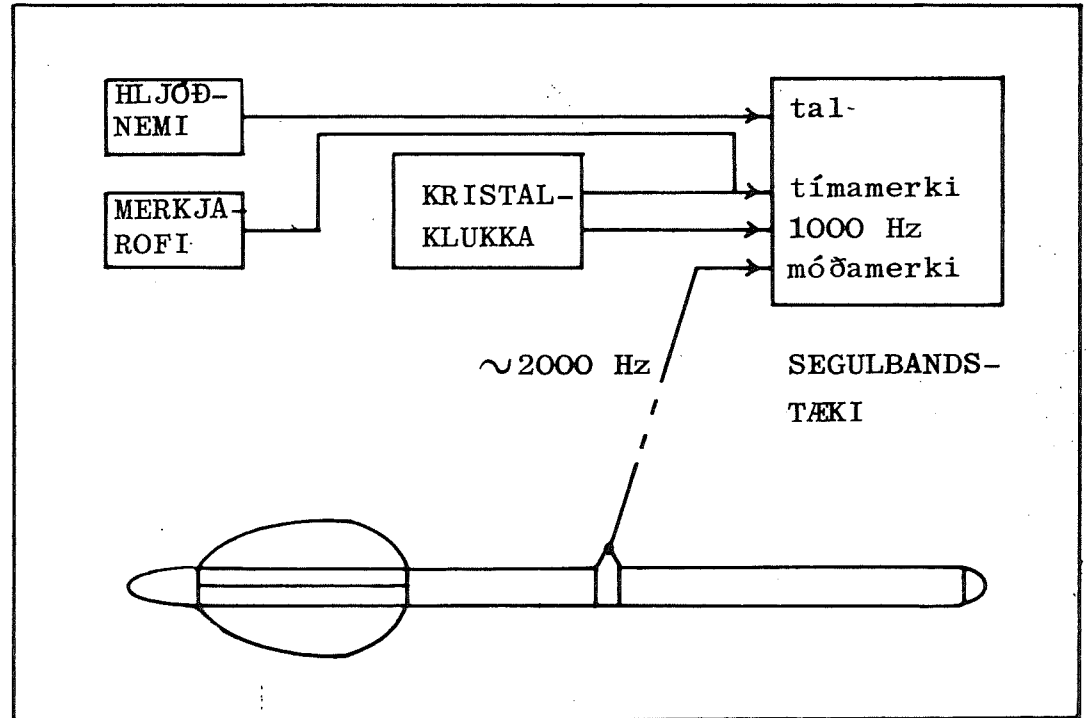 HLJÓÐ-
NEMI
MERKJA-
ROFI
KRISTAL-
KLUKKA
tal
tímamerki
1000 Hz
móðamerki
~2000 Hz
SEGULBANDS-
TÆKI